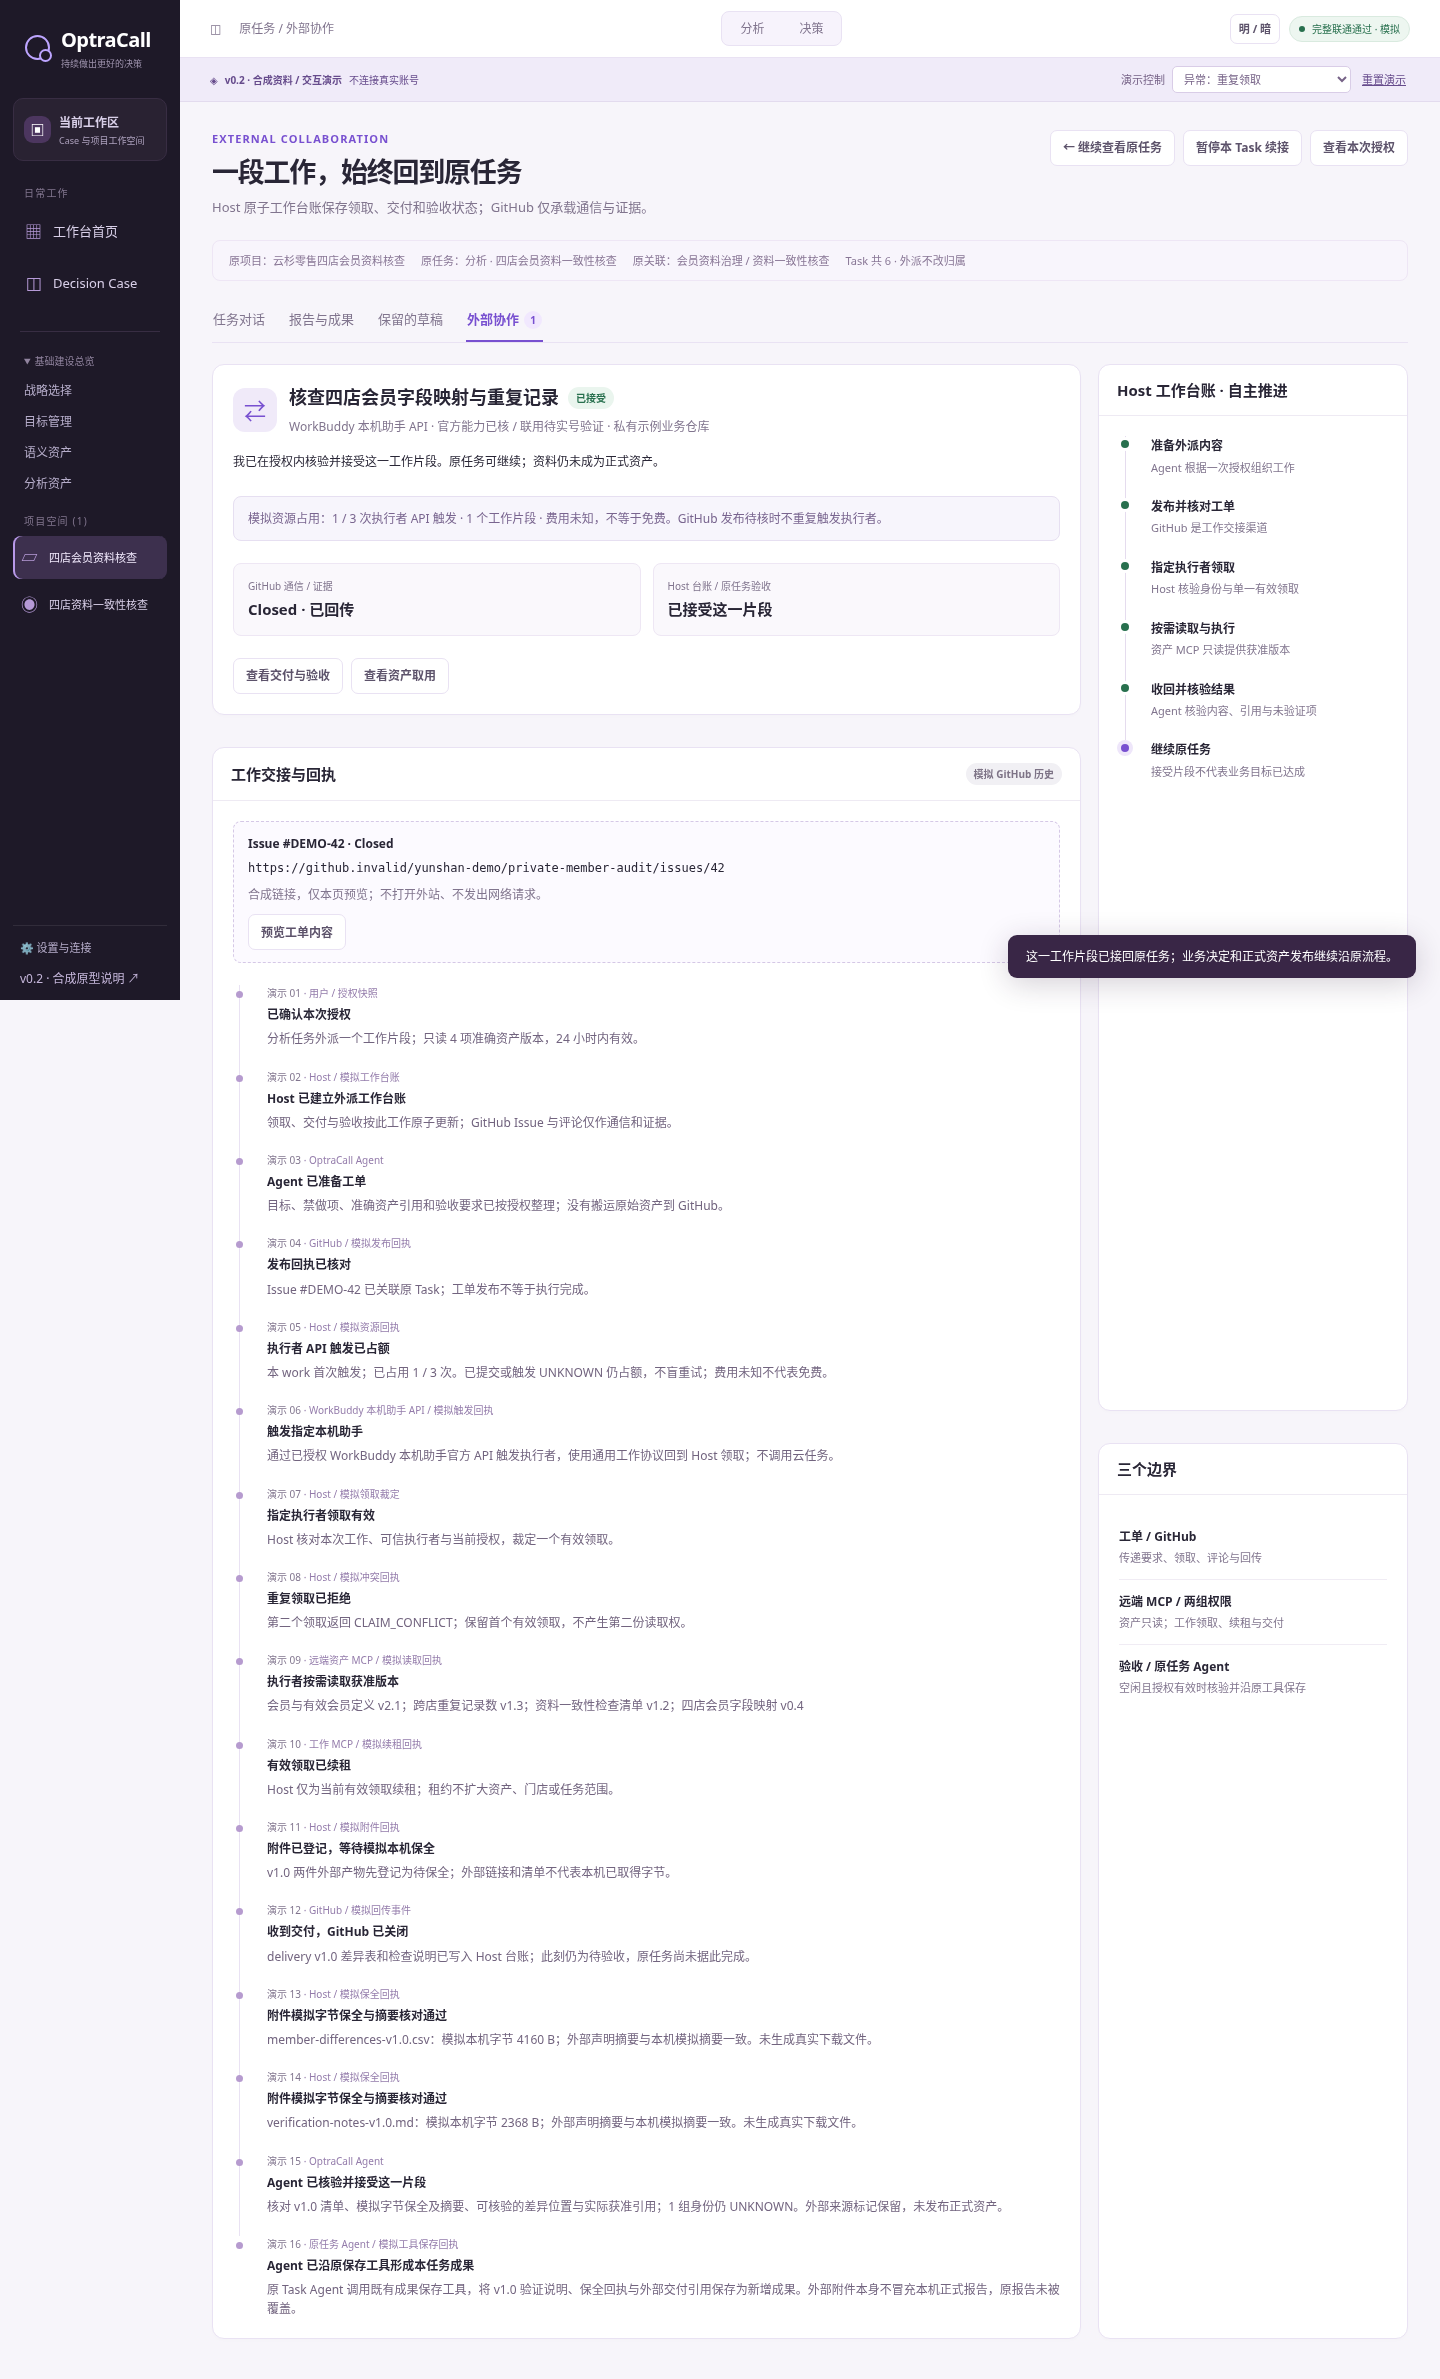 OptraCall
持续做出更好的决策
当前工作区
Case 与项目工作空间
日常工作
工作台首页
Decision Case
▼ 基础建设总览
战略选择
目标管理
语义资产
分析资产
项目空间 (1)
四店会员资料核查
四店资料一致性核查
设置与连接
v0.2 · 合成原型说明 ↗
原任务 / 外部协作
分析
决策
明 / 暗
完整联通通过 · 模拟
◈ v0.2 · 合成资料 / 交互演示 不连接真实账号
演示控制
异常：重复领取
重置演示
EXTERNAL COLLABORATION
一段工作，始终回到原任务
Host 原子工作台账保存领取、交付和验收状态；GitHub 仅承载通信与证据。
← 继续查看原任务
暂停本 Task 续接
查看本次授权
原项目：云杉零售四店会员资料核查 原任务：分析 · 四店会员资料一致性核查 原关联：会员资料治理 / 资料一致性核查 Task 共 6 · 外派不改归属
任务对话
报告与成果
保留的草稿
外部协作 1
核查四店会员字段映射与重复记录
已接受
WorkBuddy 本机助手 API · 官方能力已核 / 联用待实号验证 · 私有示例业务仓库
我已在授权内核验并接受这一工作片段。原任务可继续；资料仍未成为正式资产。
模拟资源占用：1 / 3 次执行者 API 触发 · 1 个工作片段 · 费用未知，不等于免费。GitHub 发布待核时不重复触发执行者。
GitHub 通信 / 证据
Closed · 已回传
Host 台账 / 原任务验收
已接受这一片段
查看交付与验收
查看资产取用
Host 工作台账 · 自主推进
准备外派内容
Agent 根据一次授权组织工作
发布并核对工单
GitHub 是工作交接渠道
指定执行者领取
Host 核验身份与单一有效领取
按需读取与执行
资产 MCP 只读提供获准版本
收回并核验结果
Agent 核验内容、引用与未验证项
继续原任务
接受片段不代表业务目标已达成
工作交接与回执
模拟 GitHub 历史
Issue #DEMO-42 · Closed
https://github.invalid/yunshan-demo/private-member-audit/issues/42
合成链接，仅本页预览；不打开外站、不发出网络请求。
预览工单内容
这一工作片段已接回原任务；业务决定和正式资产发布继续沿原流程。
演示 01 · 用户 / 授权快照
已确认本次授权
分析任务外派一个工作片段；只读 4 项准确资产版本，24 小时内有效。
演示 02 · Host / 模拟工作台账
Host 已建立外派工作台账
领取、交付与验收按此工作原子更新；GitHub Issue 与评论仅作通信和证据。
演示 03 · OptraCall Agent
Agent 已准备工单
目标、禁做项、准确资产引用和验收要求已按授权整理；没有搬运原始资产到 GitHub。
演示 04 · GitHub / 模拟发布回执
发布回执已核对
Issue #DEMO-42 已关联原 Task；工单发布不等于执行完成。
演示 05 · Host / 模拟资源回执
执行者 API 触发已占额
本 work 首次触发；已占用 1 / 3 次。已提交或触发 UNKNOWN 仍占额，不盲重试；费用未知不代表免费。
演示 06 · WorkBuddy 本机助手 API / 模拟触发回执
触发指定本机助手
通过已授权 WorkBuddy 本机助手官方 API 触发执行者，使用通用工作协议回到 Host 领取；不调用云任务。
演示 07 · Host / 模拟领取裁定
指定执行者领取有效
Host 核对本次工作、可信执行者与当前授权，裁定一个有效领取。
演示 08 · Host / 模拟冲突回执
重复领取已拒绝
第二个领取返回 CLAIM_CONFLICT；保留首个有效领取，不产生第二份读取权。
演示 09 · 远端资产 MCP / 模拟读取回执
执行者按需读取获准版本
会员与有效会员定义 v2.1；跨店重复记录数 v1.3；资料一致性检查清单 v1.2；四店会员字段映射 v0.4
演示 10 · 工作 MCP / 模拟续租回执
有效领取已续租
Host 仅为当前有效领取续租；租约不扩大资产、门店或任务范围。
演示 11 · Host / 模拟附件回执
附件已登记，等待模拟本机保全
v1.0 两件外部产物先登记为待保全；外部链接和清单不代表本机已取得字节。
演示 12 · GitHub / 模拟回传事件
收到交付，GitHub 已关闭
delivery v1.0 差异表和检查说明已写入 Host 台账；此刻仍为待验收，原任务尚未据此完成。
演示 13 · Host / 模拟保全回执
附件模拟字节保全与摘要核对通过
member-differences-v1.0.csv：模拟本机字节 4160 B；外部声明摘要与本机模拟摘要一致。未生成真实下载文件。
演示 14 · Host / 模拟保全回执
附件模拟字节保全与摘要核对通过
verification-notes-v1.0.md：模拟本机字节 2368 B；外部声明摘要与本机模拟摘要一致。未生成真实下载文件。
演示 15 · OptraCall Agent
Agent 已核验并接受这一片段
核对 v1.0 清单、模拟字节保全及摘要、可核验的差异位置与实际获准引用；1 组身份仍 UNKNOWN。外部来源标记保留，未发布正式资产。
演示 16 · 原任务 Agent / 模拟工具保存回执
Agent 已沿原保存工具形成本任务成果
原 Task Agent 调用既有成果保存工具，将 v1.0 验证说明、保全回执与外部交付引用保存为新增成果。外部附件本身不冒充本机正式报告，原报告未被
覆盖。
三个边界
工单 / GitHub
传递要求、领取、评论与回传
远端 MCP / 两组权限
资产只读；工作领取、续租与交付
验收 / 原任务 Agent
空闲且授权有效时核验并沿原工具保存